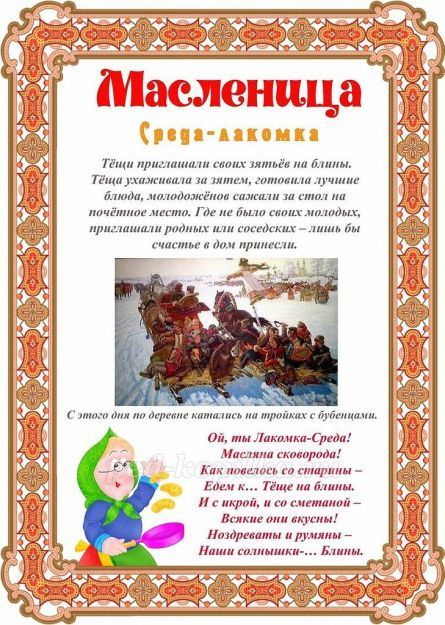 Масленица
Среда-лакомка
Тёщи приглашали своих зятьёв на блины.
Тёща ухаживала за зятем, готовила лучшие
блюда, молодожёнов сажали за стол на
почётное место. Где не было своих молодых,
приглашали родных или соседских – лишь бы
счастье в дом принесли.
С этого дня по деревне катались на тройках с бубенцами.
Ой, ты Лакомка-Среда!
Масляна сковорода!
Как повелось со старины –
Едем к… Тёще на блины.
И с икрой, и со сметаной –
Всякие они вкусны!
Ноздреваты и румяны –
Наши солнышки-… Блины.